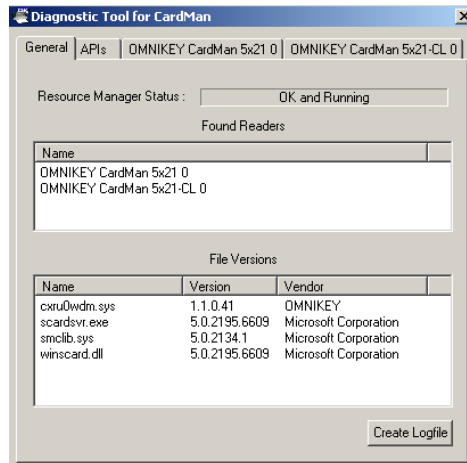 Diagnostic Tool for CardMan
General APIs OMNIKEY CardMan 5x21 0 OMNIKEY CardMan 5x21-CL 0
Resource Manager Status : OK and Running
Found Readers
Name
OMNIKEY CardMan 5x21 0
OMNIKEY CardMan 5x21-CL 0
File Versions
Name Version Vendor
cxru0wdm.sys 1.1.0.41 OMNIKEY
scardsvr.exe 5.0.2195.6609 Microsoft Corporation
smclib.sys 5.0.2134.1 Microsoft Corporation
winscard.dll 5.0.2195.6609 Microsoft Corporation
Create Logfile